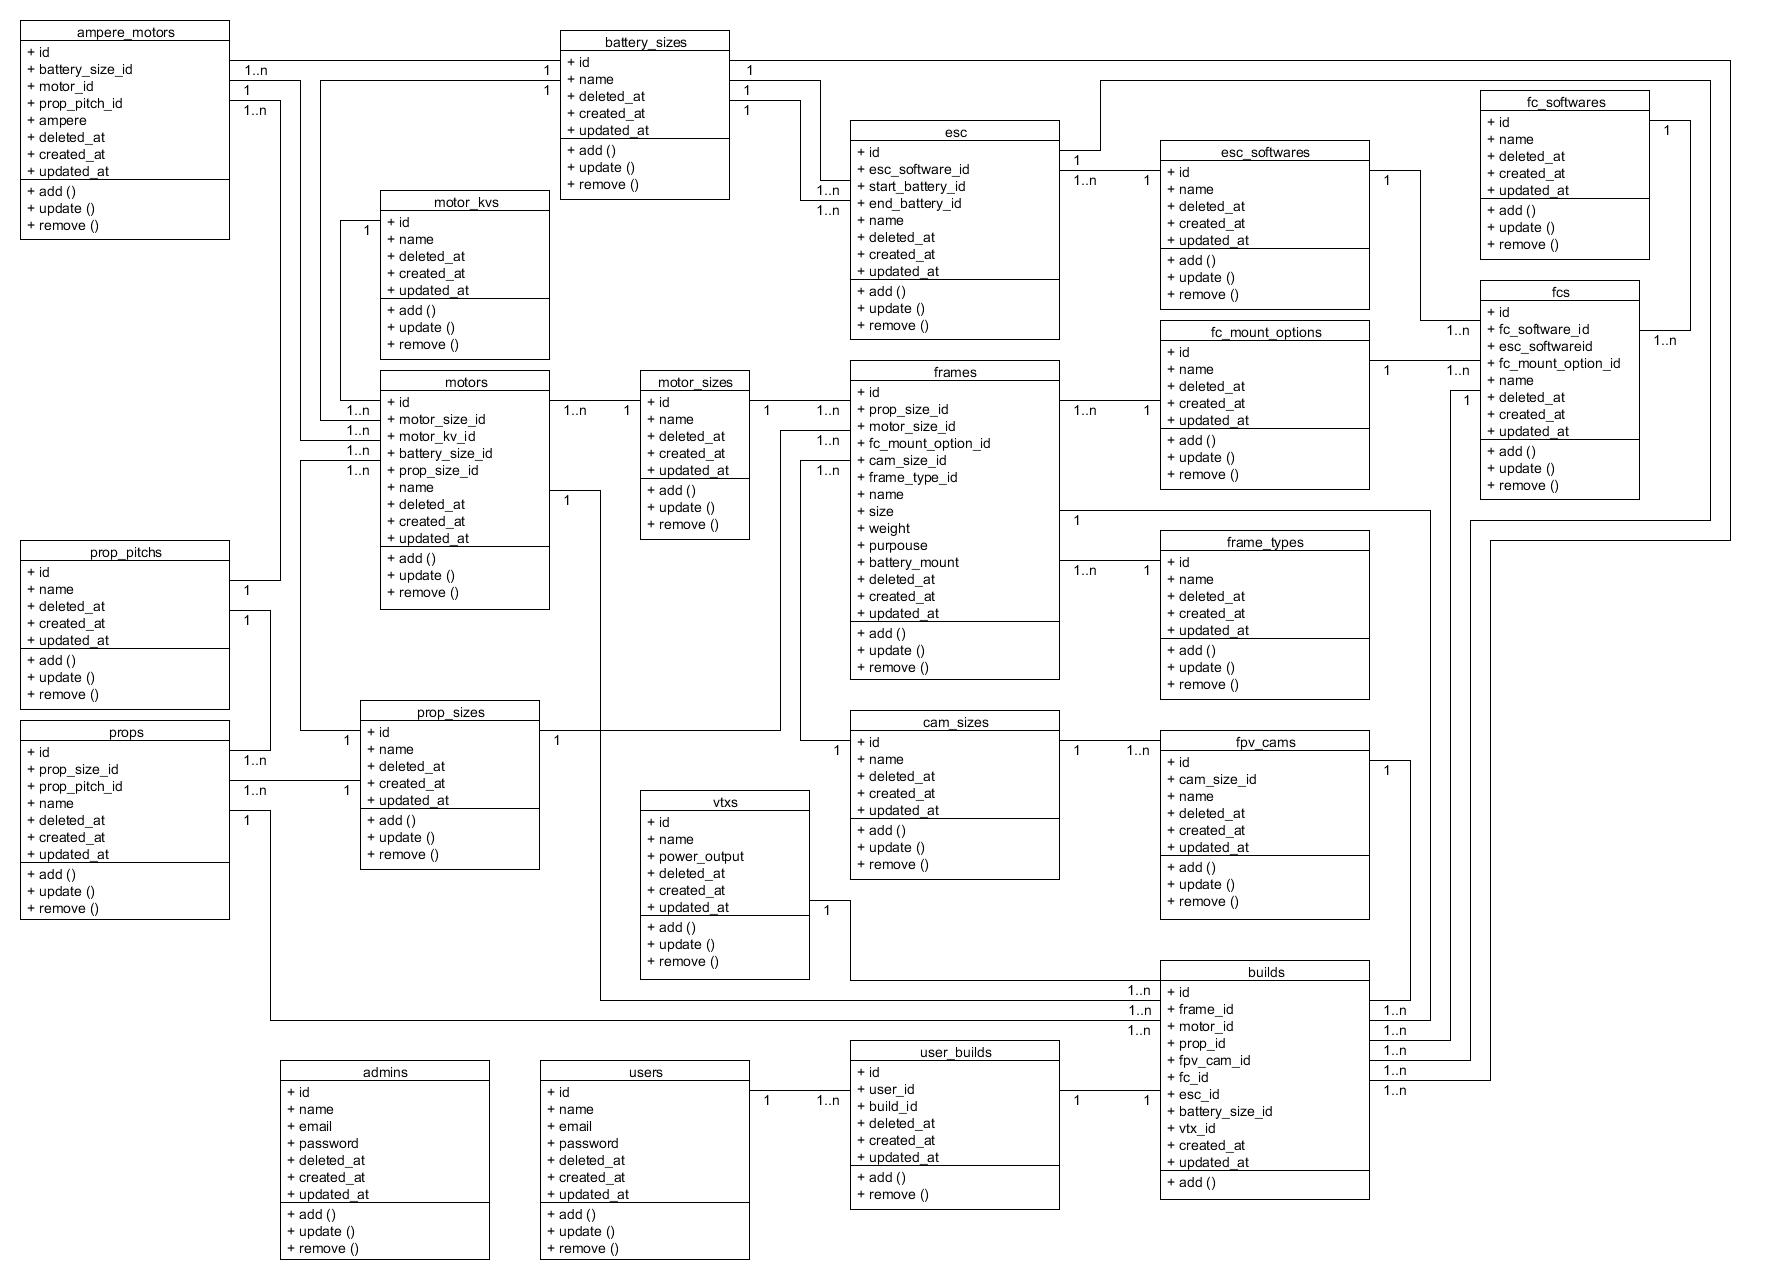 ampere_motors
+ id
+ battery_size_id
+ motor_id
+ prop_pitch_id
+ ampere
+ deleted_at
+ created_at
+ updated_at
+ add ()
+ update ()
+ remove ()
1..n
1
1..n
battery_sizes
+ id
+ name
+ deleted_at
+ created_at
+ updated_at
+ add ()
+ update ()
+ remove ()
1
1
1
1
1
motor_kvs
+ id
+ name
+ deleted_at
+ created_at
+ updated_at
+ add ()
+ update ()
+ remove ()
1
esc
+ id
+ esc_software_id
+ start_battery_id
+ end_battery_id
+ name
+ deleted_at
+ created_at
+ updated_at
+ add ()
+ update ()
+ remove ()
1..n
1..n
1
1..n
esc_softwares
+ id
+ name
+ deleted_at
+ created_at
+ updated_at
+ add ()
+ update ()
+ remove ()
1
1
fc_softwares
+ id
+ name
+ deleted_at
+ created_at
+ updated_at
+ add ()
+ update ()
+ remove ()
1
fcs
+ id
+ fc_software_id
+ esc_softwareid
+ fc_mount_option_id
+ name
+ deleted_at
+ created_at
+ updated_at
+ add ()
+ update ()
+ remove ()
1..n
1..n
1
1..n
fc_mount_options
+ id
+ name
+ deleted_at
+ created_at
+ updated_at
+ add ()
+ update ()
+ remove ()
1
1
motors
+ id
+ motor_size_id
+ motor_kv_id
+ battery_size_id
+ prop_size_id
+ name
+ deleted_at
+ created_at
+ updated_at
+ add ()
+ update ()
+ remove ()
1..n
1..n
1..n
1..n
1..n
1
motor_sizes
+ id
+ name
+ deleted_at
+ created_at
+ updated_at
+ add ()
+ update ()
+ remove ()
1
1
frames
+ id
+ prop_size_id
+ motor_size_id
+ fc_mount_option_id
+ cam_size_id
+ frame_type_id
+ name
+ size
+ weight
+ purpouse
+ battery_mount
+ deleted_at
+ created_at
+ updated_at
+ add ()
+ update ()
+ remove ()
1..n
1..n
1..n
1..n
1
1..n
frame_types
+ id
+ name
+ deleted_at
+ created_at
+ updated_at
+ add ()
+ update ()
+ remove ()
1
prop_pitchs
+ id
+ name
+ deleted_at
+ created_at
+ updated_at
+ add ()
+ update ()
+ remove ()
1
1
props
+ id
+ prop_size_id
+ prop_pitch_id
+ name
+ deleted_at
+ created_at
+ updated_at
+ add ()
+ update ()
+ remove ()
1..n
1..n
1
prop_sizes
+ id
+ name
+ deleted_at
+ created_at
+ updated_at
+ add ()
+ update ()
+ remove ()
1
1
1
vtxs
+ id
+ name
+ power_output
+ deleted_at
+ created_at
+ updated_at
+ add ()
+ update ()
+ remove ()
1
cam_sizes
+ id
+ name
+ deleted_at
+ created_at
+ updated_at
+ add ()
+ update ()
+ remove ()
1
1
fpv_cams
+ id
+ cam_size_id
+ name
+ deleted_at
+ created_at
+ updated_at
+ add ()
+ update ()
+ remove ()
1..n
1
builds
+ id
+ frame_id
+ motor_id
+ prop_id
+ fpv_cam_id
+ fc_id
+ esc_id
+ battery_size_id
+ vtx_id
+ created_at
+ updated_at
+ add ()
1..n
1..n
1..n
1
1..n
1..n
1..n
1..n
1..n
admins
+ id
+ name
+ email
+ password
+ deleted_at
+ created_at
+ updated_at
+ add ()
+ update ()
+ remove ()
users
+ id
+ name
+ email
+ password
+ deleted_at
+ created_at
+ updated_at
+ add ()
+ update ()
+ remove ()
1
user_builds
+ id
+ user_id
+ build_id
+ deleted_at
+ created_at
+ updated_at
+ add ()
+ remove ()
1..n
1